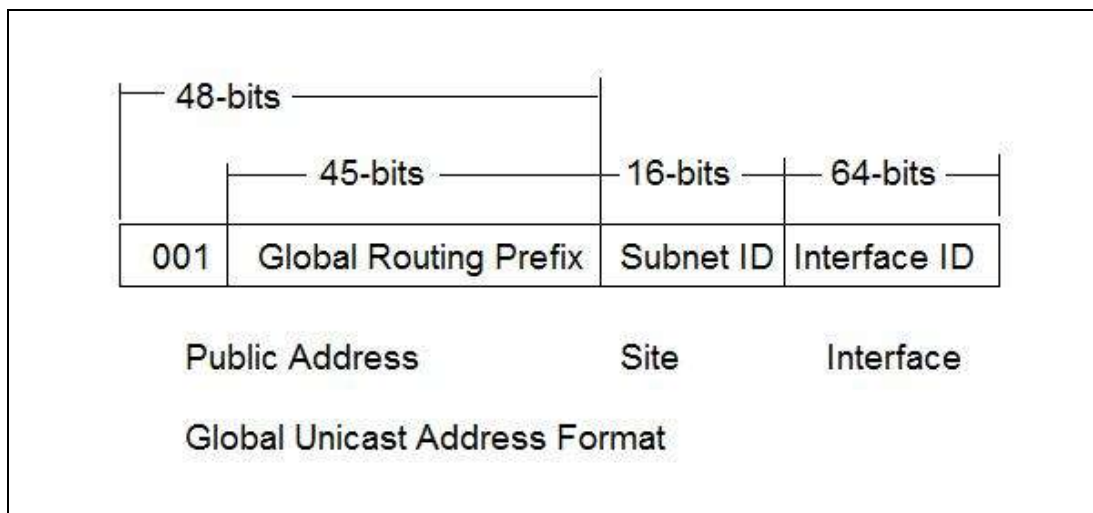 48-bits
45-bits 16-bits 64-bits
001 Global Routing Prefix Subnet ID Interface ID
Public Address Site Interface
Global Unicast Address Format